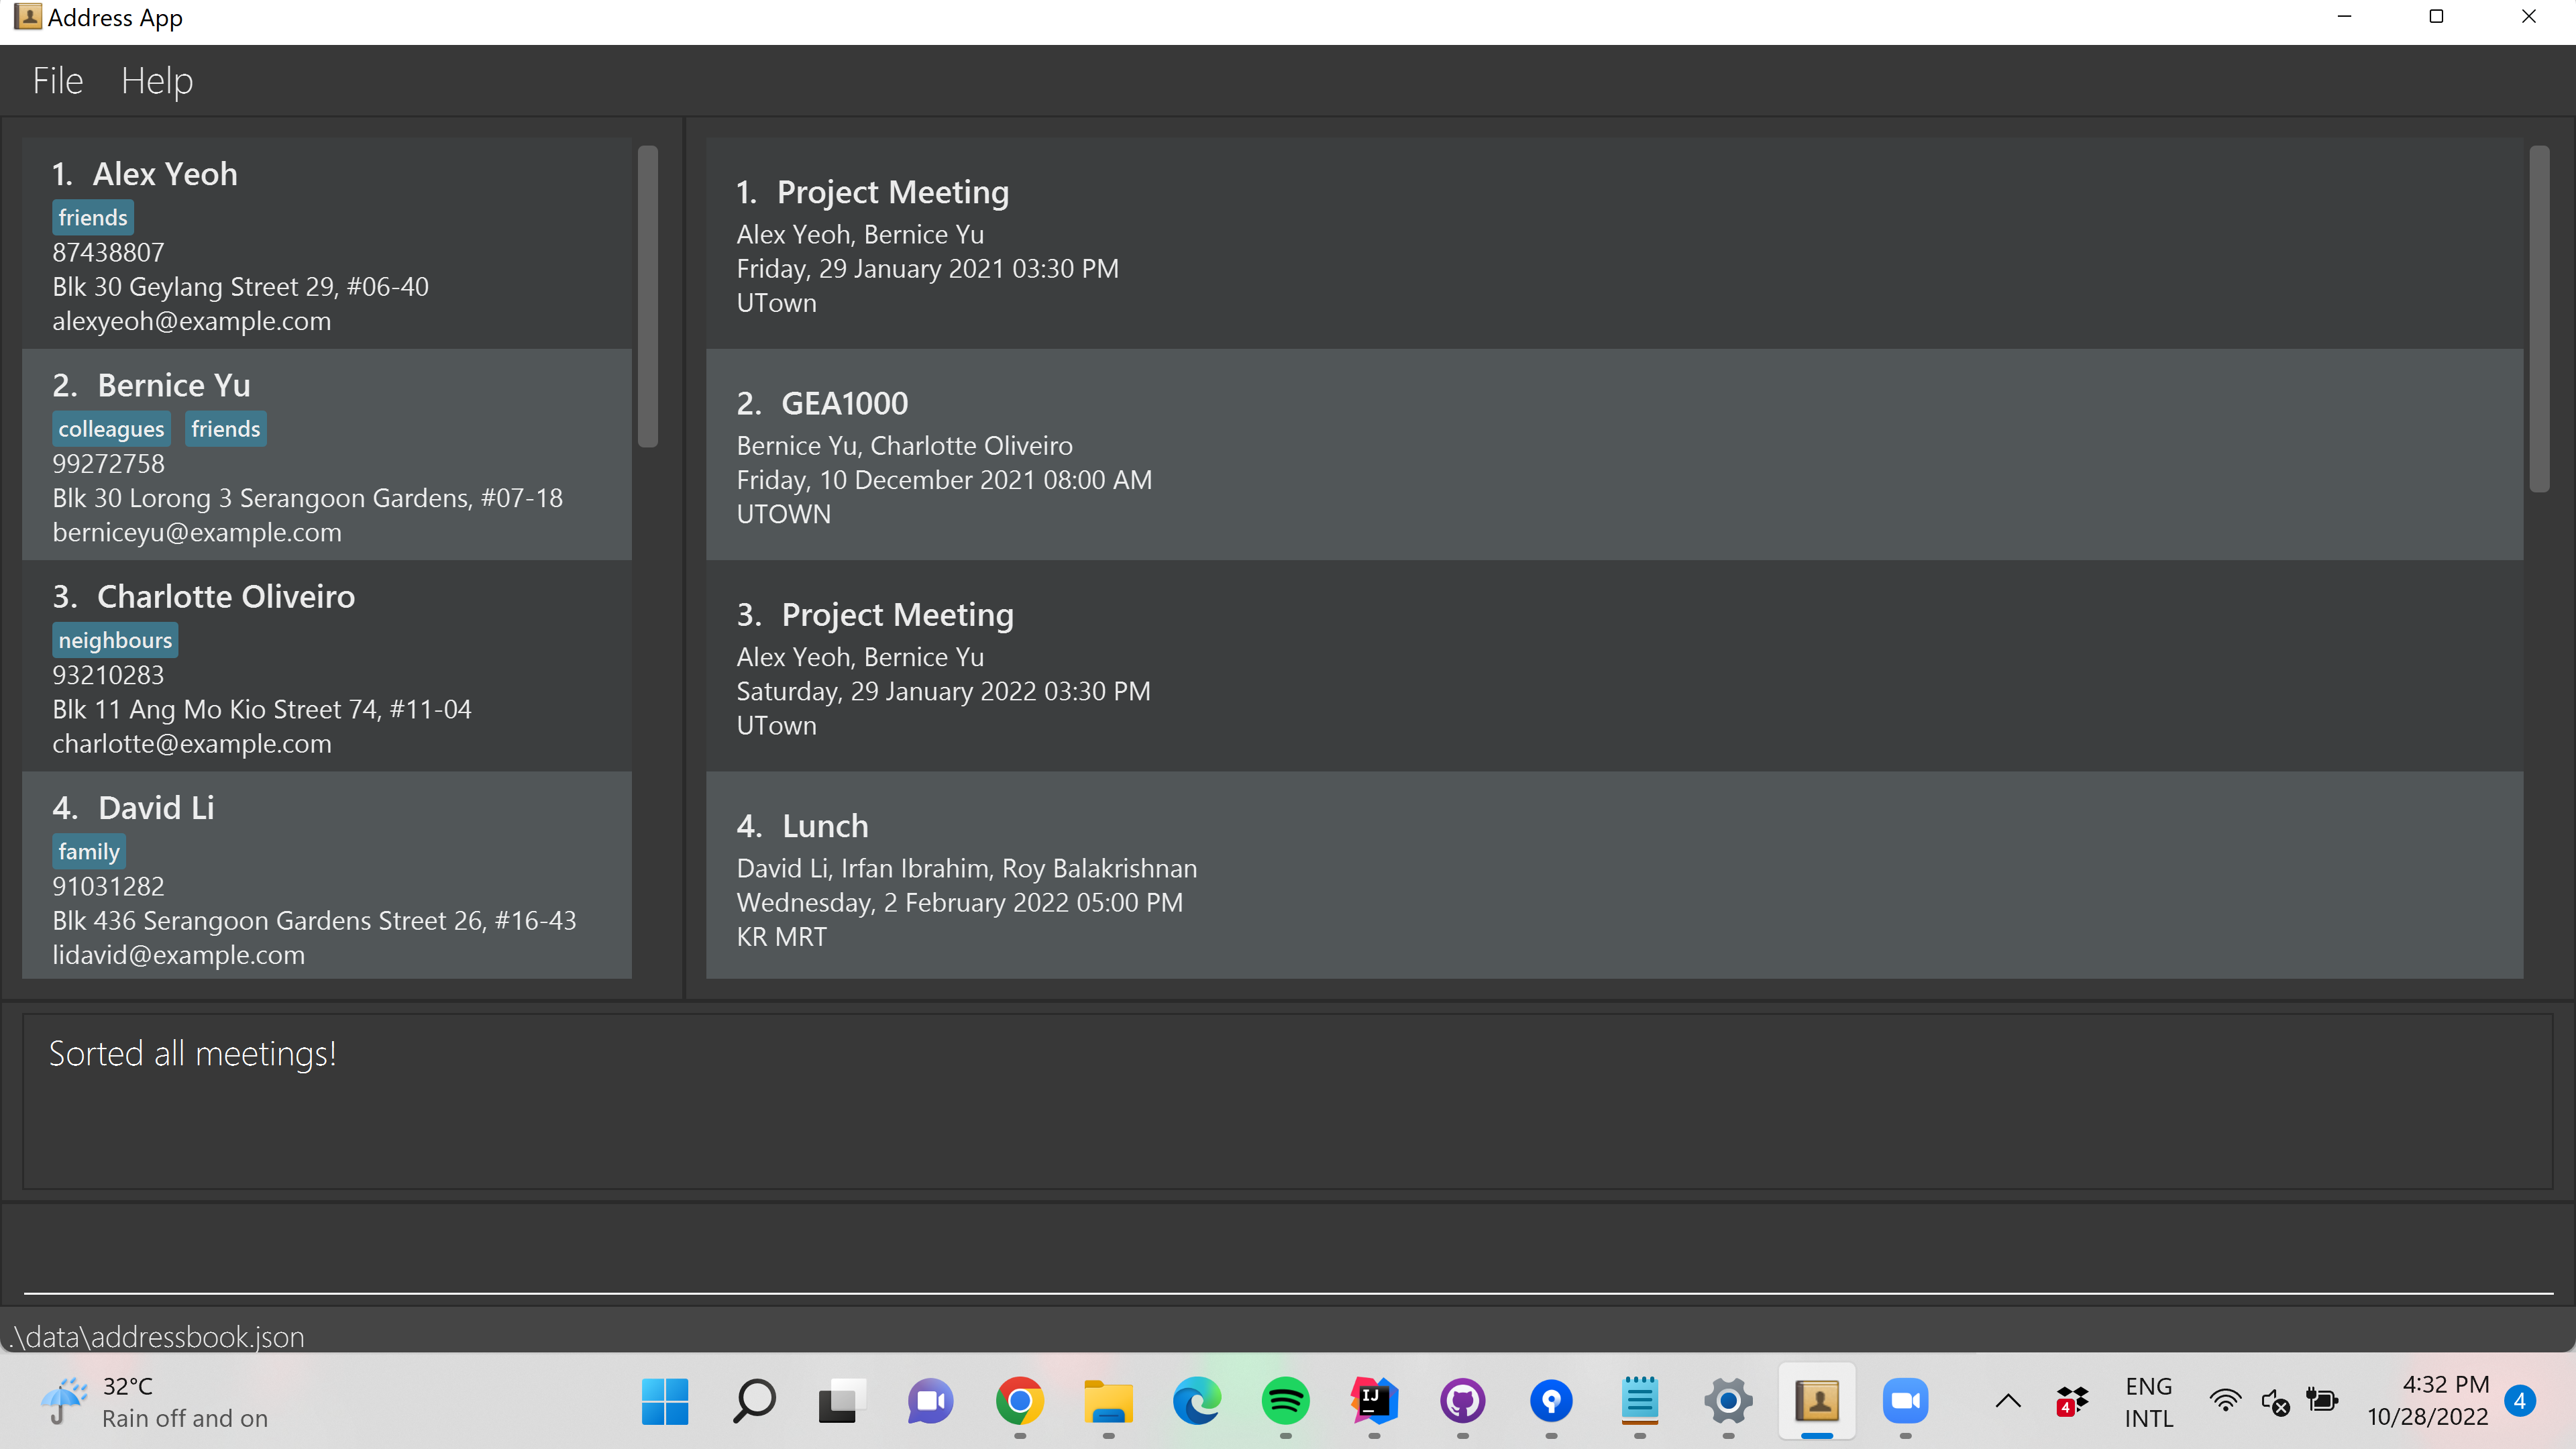 Address App
File Help
1. Alex Yeoh
friends
87438807
Blk 30 Geylang Street 29, #06-40
alexyeoh@example.com
2. Bernice Yu
colleagues friends
99272758
Blk 30 Lorong 3 Serangoon Gardens, #07-18
berniceyu@example.com
3. Charlotte Oliveiro
neighbours
93210283
Blk 11 Ang Mo Kio Street 74, #11-04
charlotte@example.com
4. David Li
family
91031282
Blk 436 Serangoon Gardens Street 26, #16-43
lidavid@example.com
1. Project Meeting
Alex Yeoh, Bernice Yu
Friday, 29 January 2021 03:30 PM
UTown
2. GEA1000
Bernice Yu, Charlotte Oliveiro
Friday, 10 December 2021 08:00 AM
UTOWN
3. Project Meeting
Alex Yeoh, Bernice Yu
Saturday, 29 January 2022 03:30 PM
UTown
4. Lunch
David Li, Irfan Ibrahim, Roy Balakrishnan
Wednesday, 2 February 2022 05:00 PM
KR MRT
Sorted all meetings!
.\data\addressbook.json
32°C
Rain off and on
IJ
4
ENG
INTL
4:32 PM
10/28/2022
4